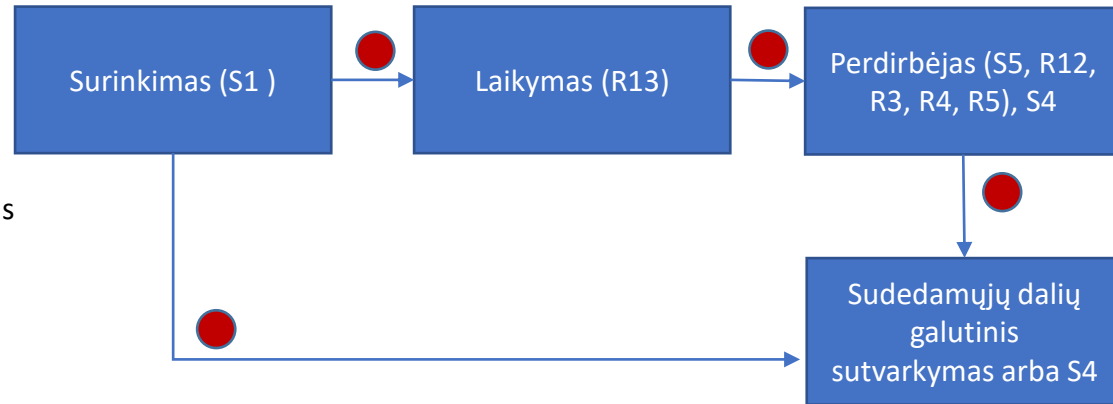 Surinkimas (S1 )
Laikymas (R13)
Perdirbėjas (S5, R12,
R3, R4, R5), S4
s
Sudedamųjų dalių
galutinis
sutvarkymas arba S4